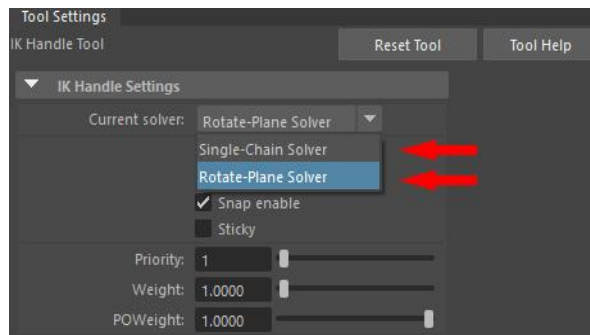 Tool Settings
IK Handle Tool
Reset Tool
Tool Help
IK Handle Settings
Current solver: Rotate-Plane Solver
Single-Chain Solver
Rotate-Plane Solver
Snap enable
Sticky
Priority: 1
Weight: 1.0000
POWeight: 1.0000